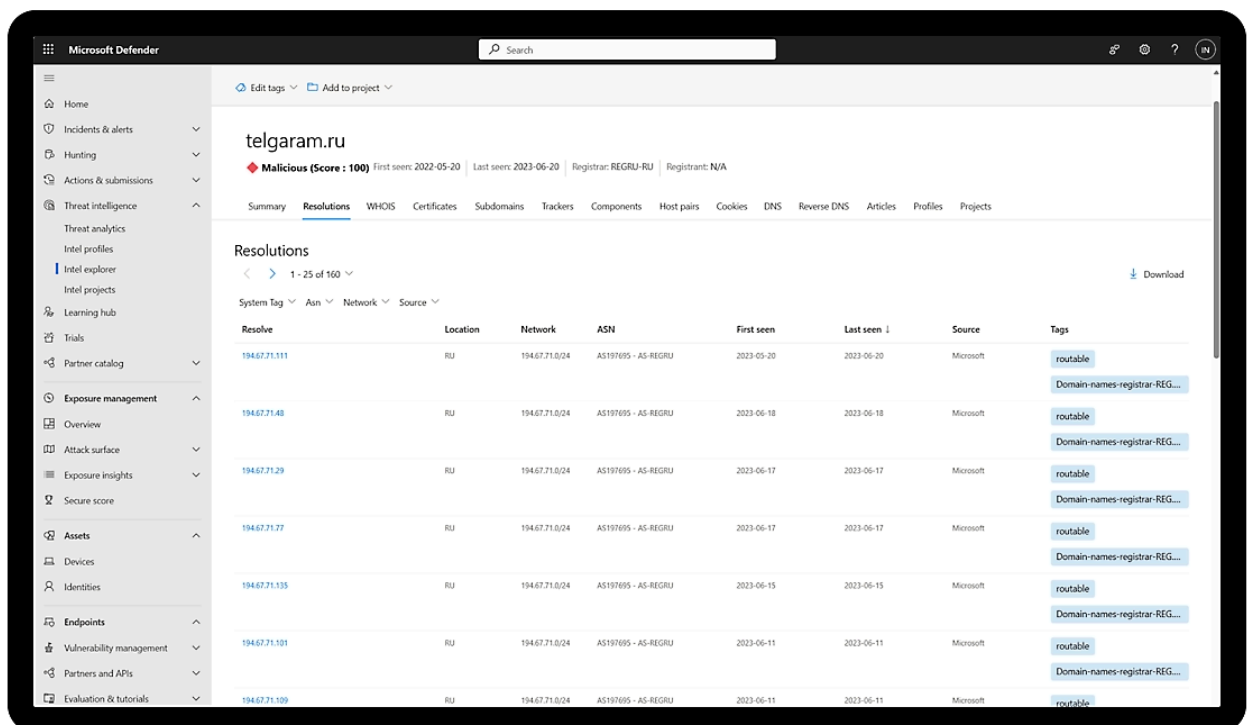 Microsoft Defender
Search
IN
Edit tags
Add to project
Home
Incidents & alerts
Hunting
Actions & submissions
Threat intelligence
Threat analytics
Intel profiles
Intel explorer
Intel projects
Learning hub
Trials
Partner catalog
Exposure management
Overview
Attack surface
Exposure insights
Secure score
Assets
Devices
Identities
Endpoints
Vulnerability management
Partners and APIs
Evaluation & tutorials
telgaram.ru
Malicious (Score : 100) First seen: 2022-05-20 Last seen: 2023-06-20 Registrar: REGRU-RU Registrant: N/A
Summary Resolutions WHOIS Certificates Subdomains Trackers Components Host pairs Cookies DNS Reverse DNS Articles Profiles Projects
Resolutions
1 - 25 of 160
Download
System Tag Asn Network Source
Resolve Location Network ASN First seen Last seen ↓ Source Tags
194.67.71.111 RU 194.67.71.0/24 AS197695 - AS-REGRU 2023-05-20 2023-06-20 Microsoft routable
Domain-names-registrar-REG....
194.67.71.48 RU 194.67.71.0/24 AS197695 - AS-REGRU 2023-06-18 2023-06-18 Microsoft routable
Domain-names-registrar-REG....
194.67.71.29 RU 194.67.71.0/24 AS197695 - AS-REGRU 2023-06-17 2023-06-17 Microsoft routable
Domain-names-registrar-REG....
194.67.71.77 RU 194.67.71.0/24 AS197695 - AS-REGRU 2023-06-17 2023-06-17 Microsoft routable
Domain-names-registrar-REG....
194.67.71.135 RU 194.67.71.0/24 AS197695 - AS-REGRU 2023-06-15 2023-06-15 Microsoft routable
Domain-names-registrar-REG....
194.67.71.101 RU 194.67.71.0/24 AS197695 - AS-REGRU 2023-06-11 2023-06-11 Microsoft routable
Domain-names-registrar-REG....
194.67.71.109 RU 194.67.71.0/24 AS197695 - AS-REGRU 2023-06-11 2023-06-11 Microsoft routable